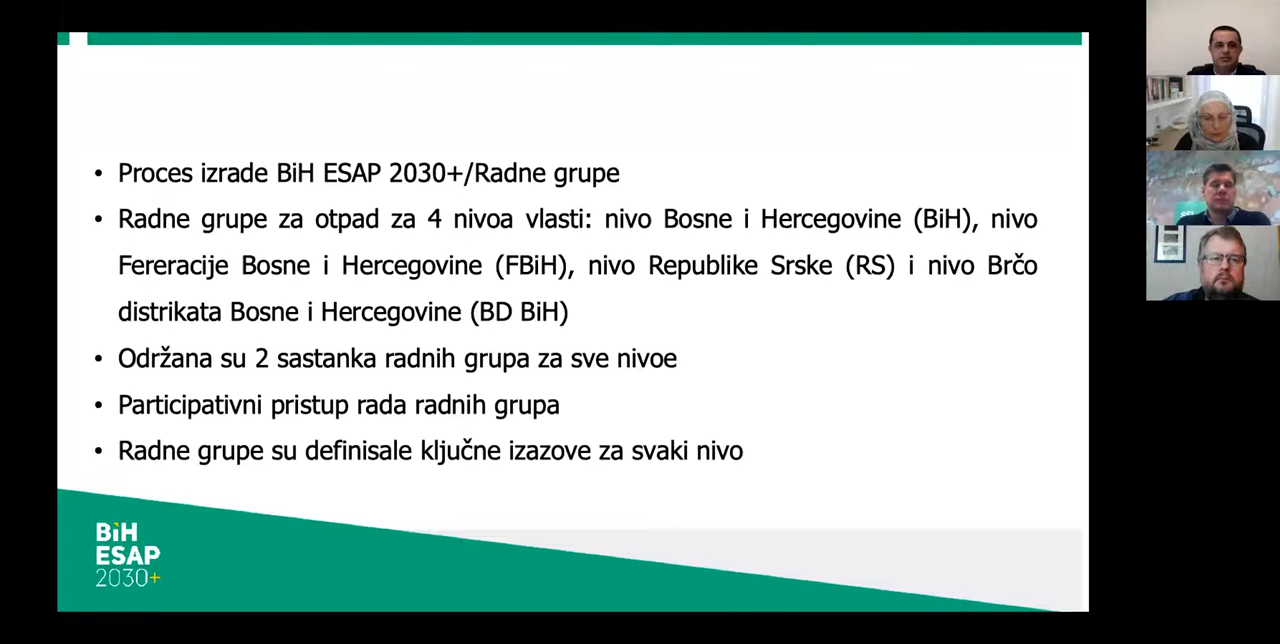 • Proces izrade BiH ESAP 2030+/Radne grupe
• Radne grupe za otpad za 4 nivoa vlasti: nivo Bosne i Hercegovine (BiH), nivo
Fereracije Bosne i Hercegovine (FBiH), nivo Republike Srske (RS) i nivo Brčo
distrikata Bosne i Hercegovine (BD BiH)
• Održana su 2 sastanka radnih grupa za sve nivoe
• Participativni pristup rada radnih grupa
• Radne grupe su definisale ključne izazove za svaki nivo
BiH
ESAP
2030+